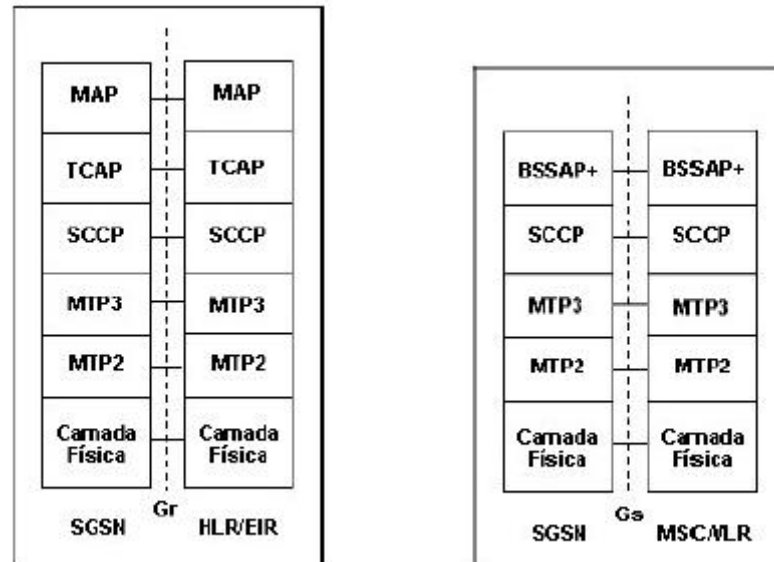 MAP MAP
TCAP TCAP
SCCP SCCP
MTP3 MTP3
MTP2 MTP2
Camada Física Camada Física
Gr
SGSN HLR/EIR
BSSAP+ BSSAP+
SCCP SCCP
MTP3 MTP3
MTP2 MTP2
Camada Física Camada Física
Gs
SGSN MSC/VLR